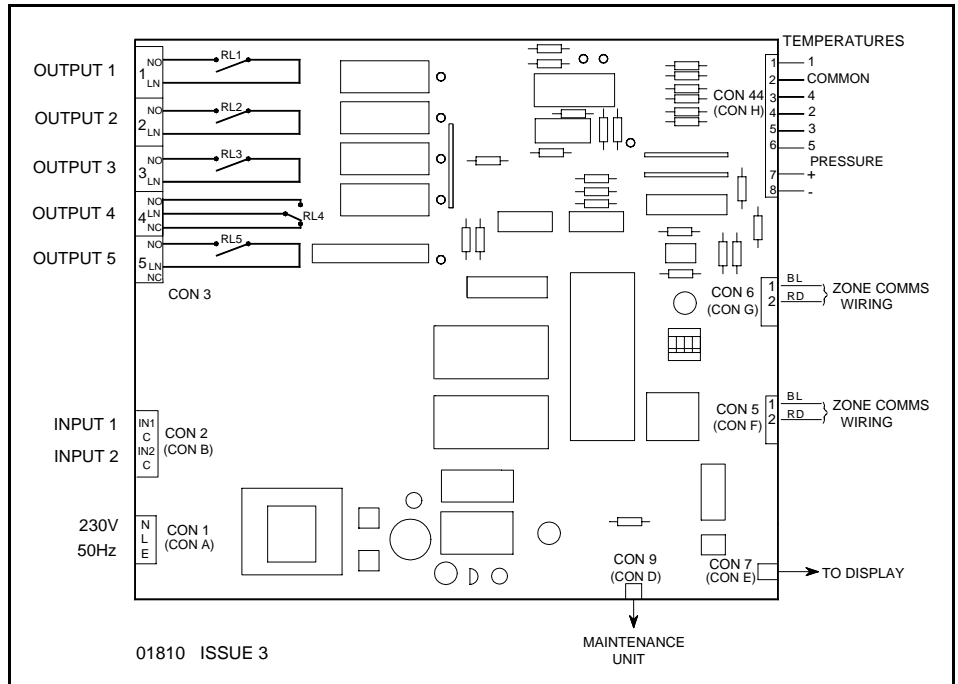 OUTPUT 1
1
NO
LN
RL1
OUTPUT 2
2
NO
LN
RL2
OUTPUT 3
3
NO
LN
RL3
OUTPUT 4
4
NO
LN
NC
RL4
OUTPUT 5
5
NO
LN
NC
RL5
CON 3
TEMPERATURES
CON 44
(CON H)
1 1
2 COMMON
3 4
4 2
5 3
6 5
PRESSURE
7 +
8 -
CON 6
(CON G)
1 BL
2 RD
ZONE COMMS
WIRING
CON 5
(CON F)
1 BL
2 RD
ZONE COMMS
WIRING
INPUT 1
INPUT 2
IN1
C
IN2
C
CON 2
(CON B)
230V
50Hz
N
L
E
CON 1
(CON A)
CON 9
(CON D)
CON 7
(CON E)
TO DISPLAY
MAINTENANCE
UNIT
01810 ISSUE 3